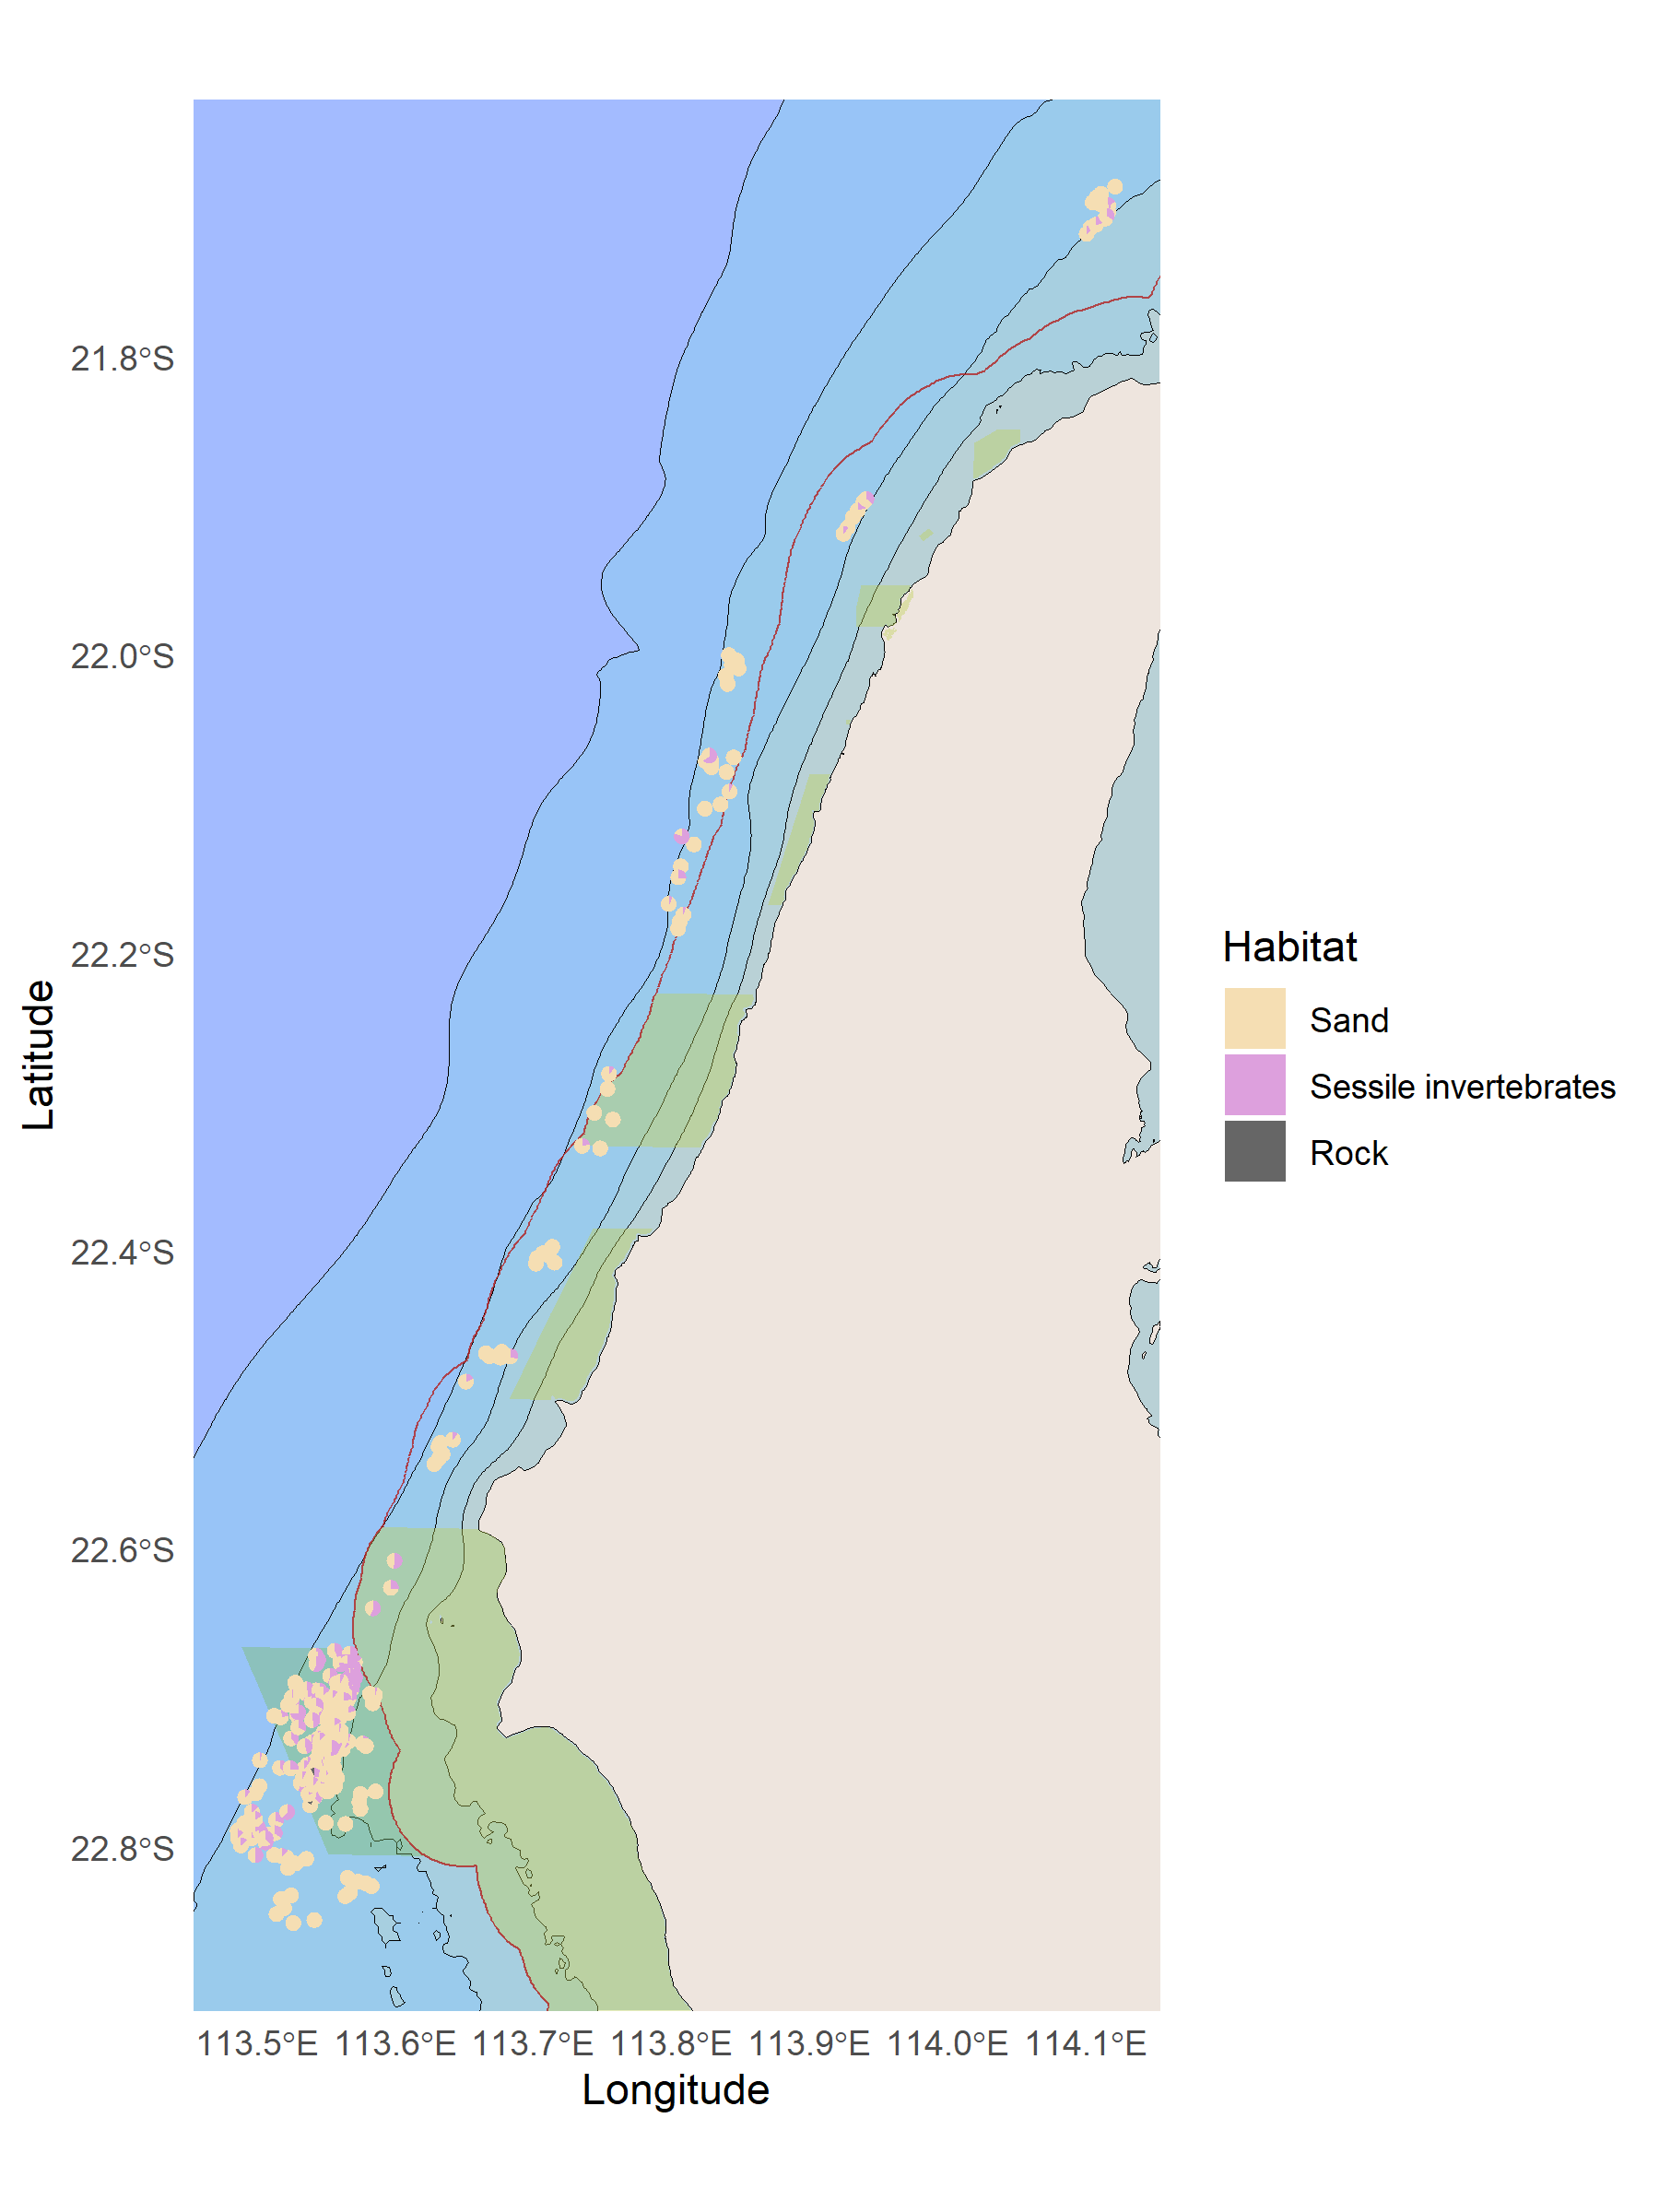 21.8°S
22.0°S
22.2°S
22.4°S
22.6°S
22.8°S
Latitude
113.5°E 113.6°E 113.7°E 113.8°E 113.9°E 114.0°E 114.1°E
Longitude
Habitat
Sand
Sessile invertebrates
Rock